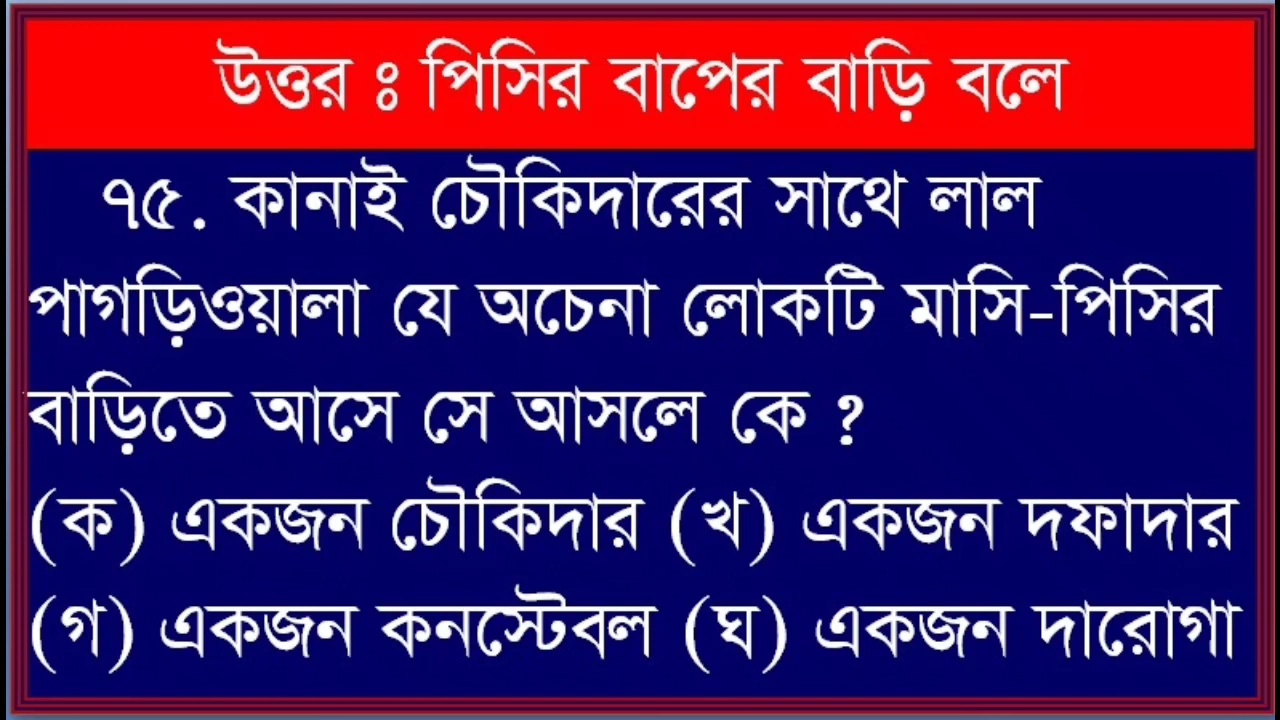 উত্তর ঃ পিসির বাপের বাড়ি বলে
৭৫. কানাই চৌকিদারের সাথে লাল
পাগড়িওয়ালা যে অচেনা লোকটি মাসি-পিসির
বাড়িতে আসে সে আসলে কে ?
(ক) একজন চৌকিদার (খ) একজন দফাদার
(গ) একজন কনস্টেবল (ঘ) একজন দারোগা